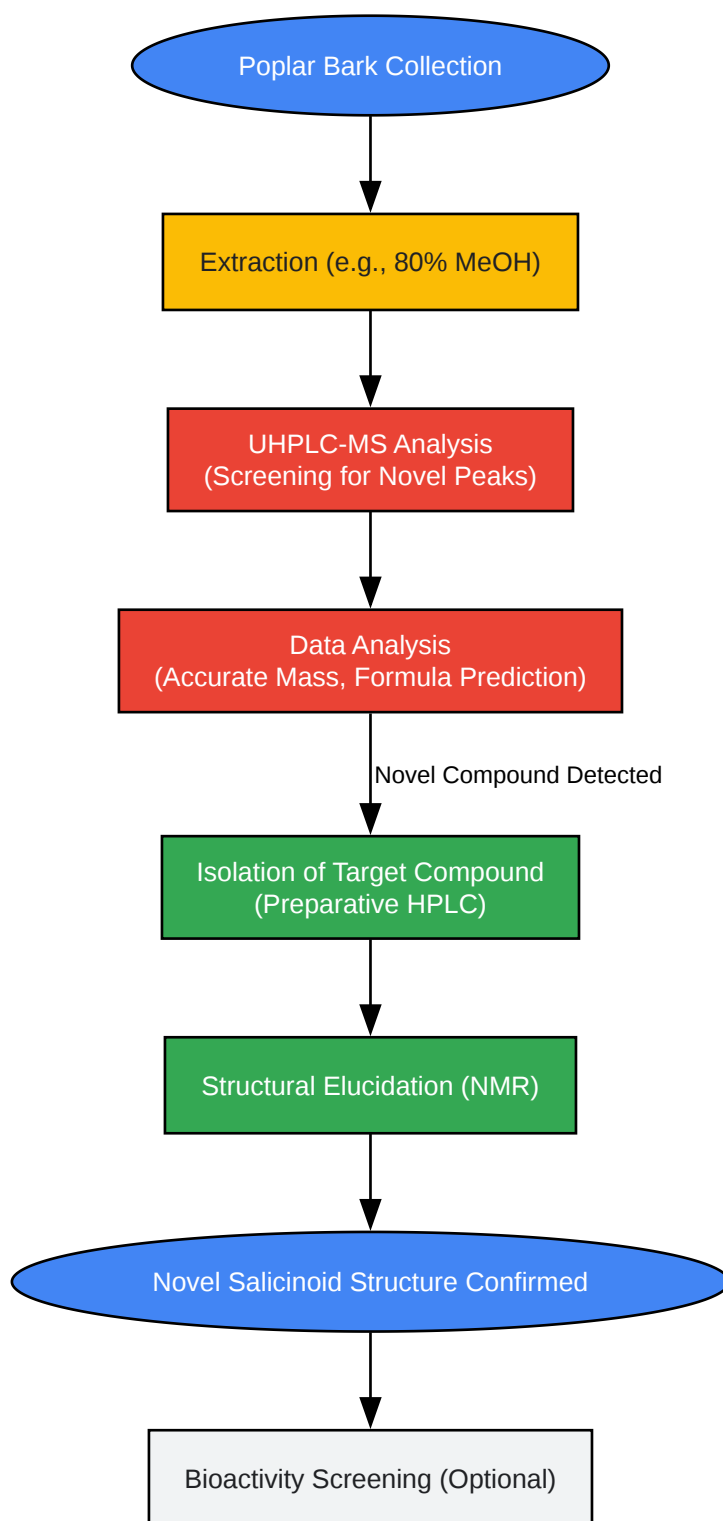 Poplar Bark Collection
Extraction (e.g., 80% MeOH)
UHPLC-MS Analysis
(Screening for Novel Peaks)
Data Analysis
(Accurate Mass, Formula Prediction)
Novel Compound Detected
Isolation of Target Compound
(Preparative HPLC)
Structural Elucidation (NMR)
Novel Salicinoid Structure Confirmed
Bioactivity Screening (Optional)